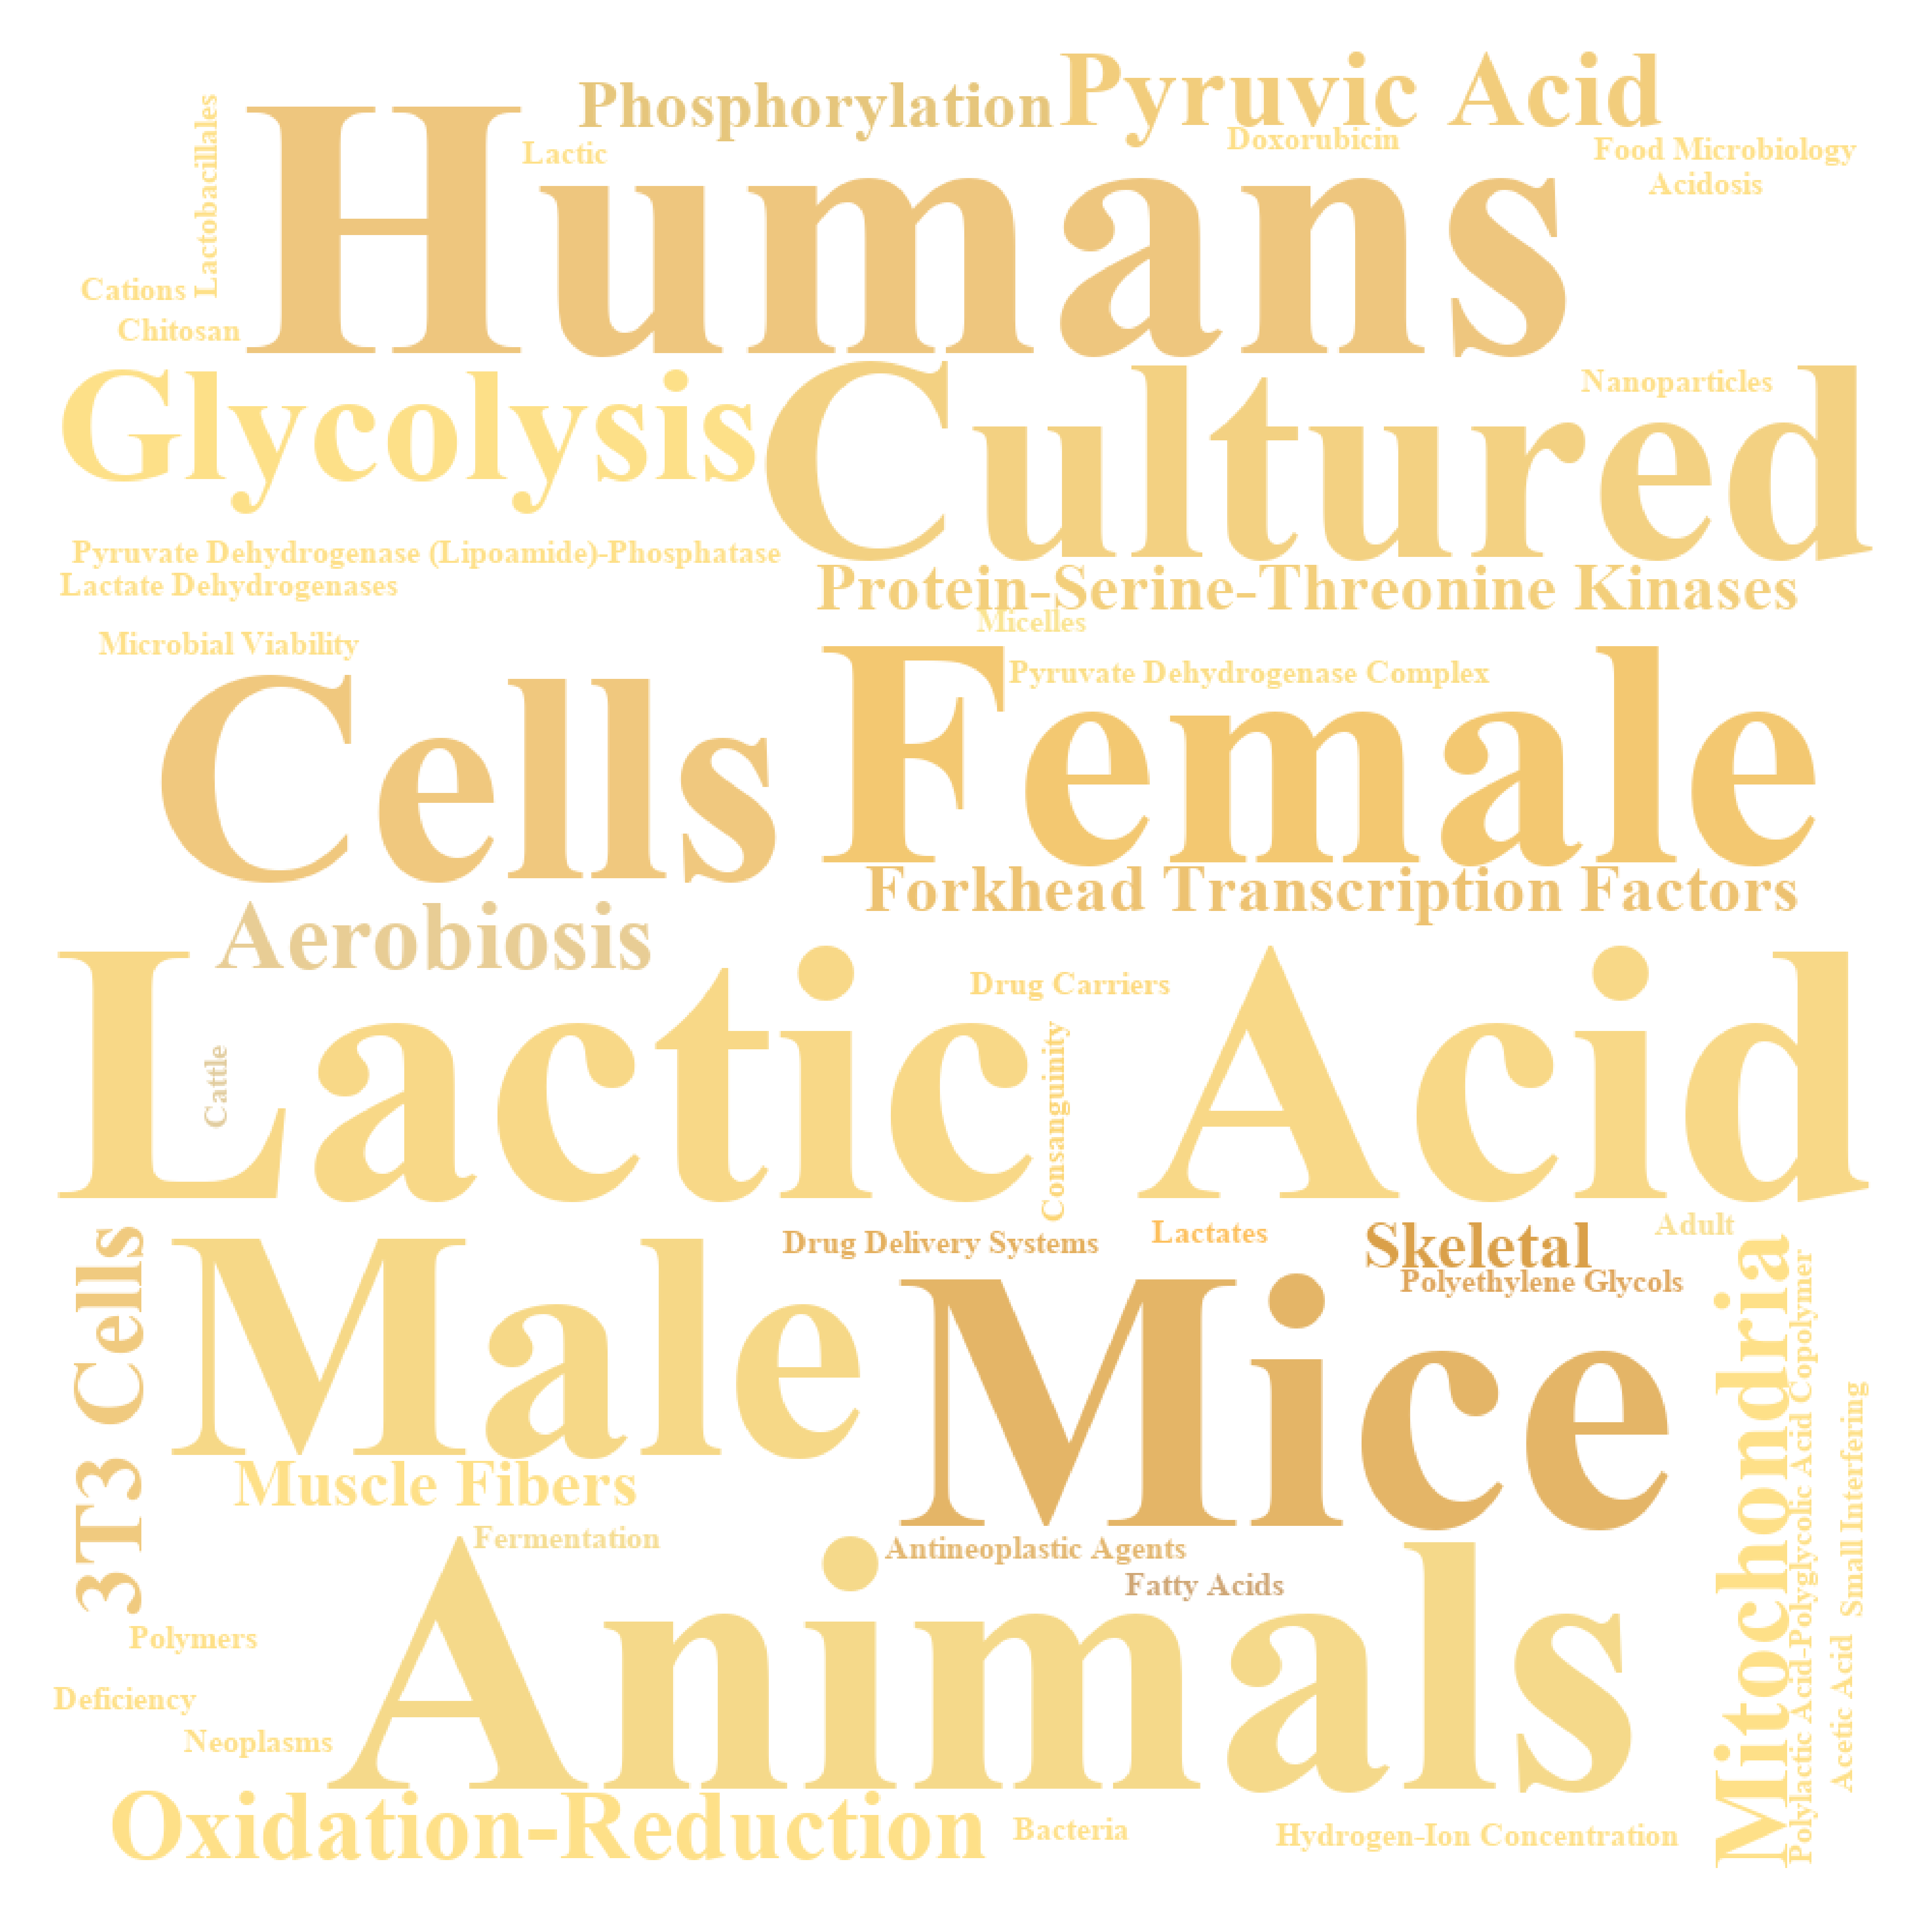 Phosphorylation
Pyruvic Acid
Lactic
Doxorubicin
Food Microbiology
Acidosis
Lactobacillales
Humans
Cations
Chitosan
Glycolysis
Cultured
Nanoparticles
Pyruvate Dehydrogenase (Lipoamide)-Phosphatase
Lactate Dehydrogenases
Protein-Serine-Threonine Kinases
Micelles
Microbial Viability
Pyruvate Dehydrogenase Complex
Cells
Female
Forkhead Transcription Factors
Aerobiosis
Drug Carriers
Lactic Acid
Cattle
Consanguinity
Drug Delivery Systems
Lactates
Skeletal
Adult
Polyethylene Glycols
3T3 Cells
Male
Mice
Mitochondria
Polylactic Acid-Polyglycolic Acid Copolymer
Small Interfering
Muscle Fibers
Fermentation
Antineoplastic Agents
Fatty Acids
Animals
Polymers
Acetic Acid
Deficiency
Neoplasms
Oxidation-Reduction
Bacteria
Hydrogen-Ion Concentration